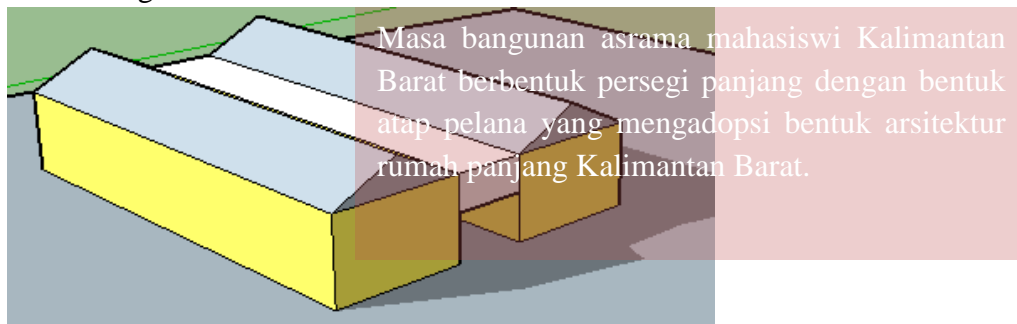 Masa bangunan asrama mahasiswi Kalimantan
Barat berbentuk persegi panjang dengan bentuk
atap pelana yang mengadopsi bentuk arsitektur
rumah panjang Kalimantan Barat.